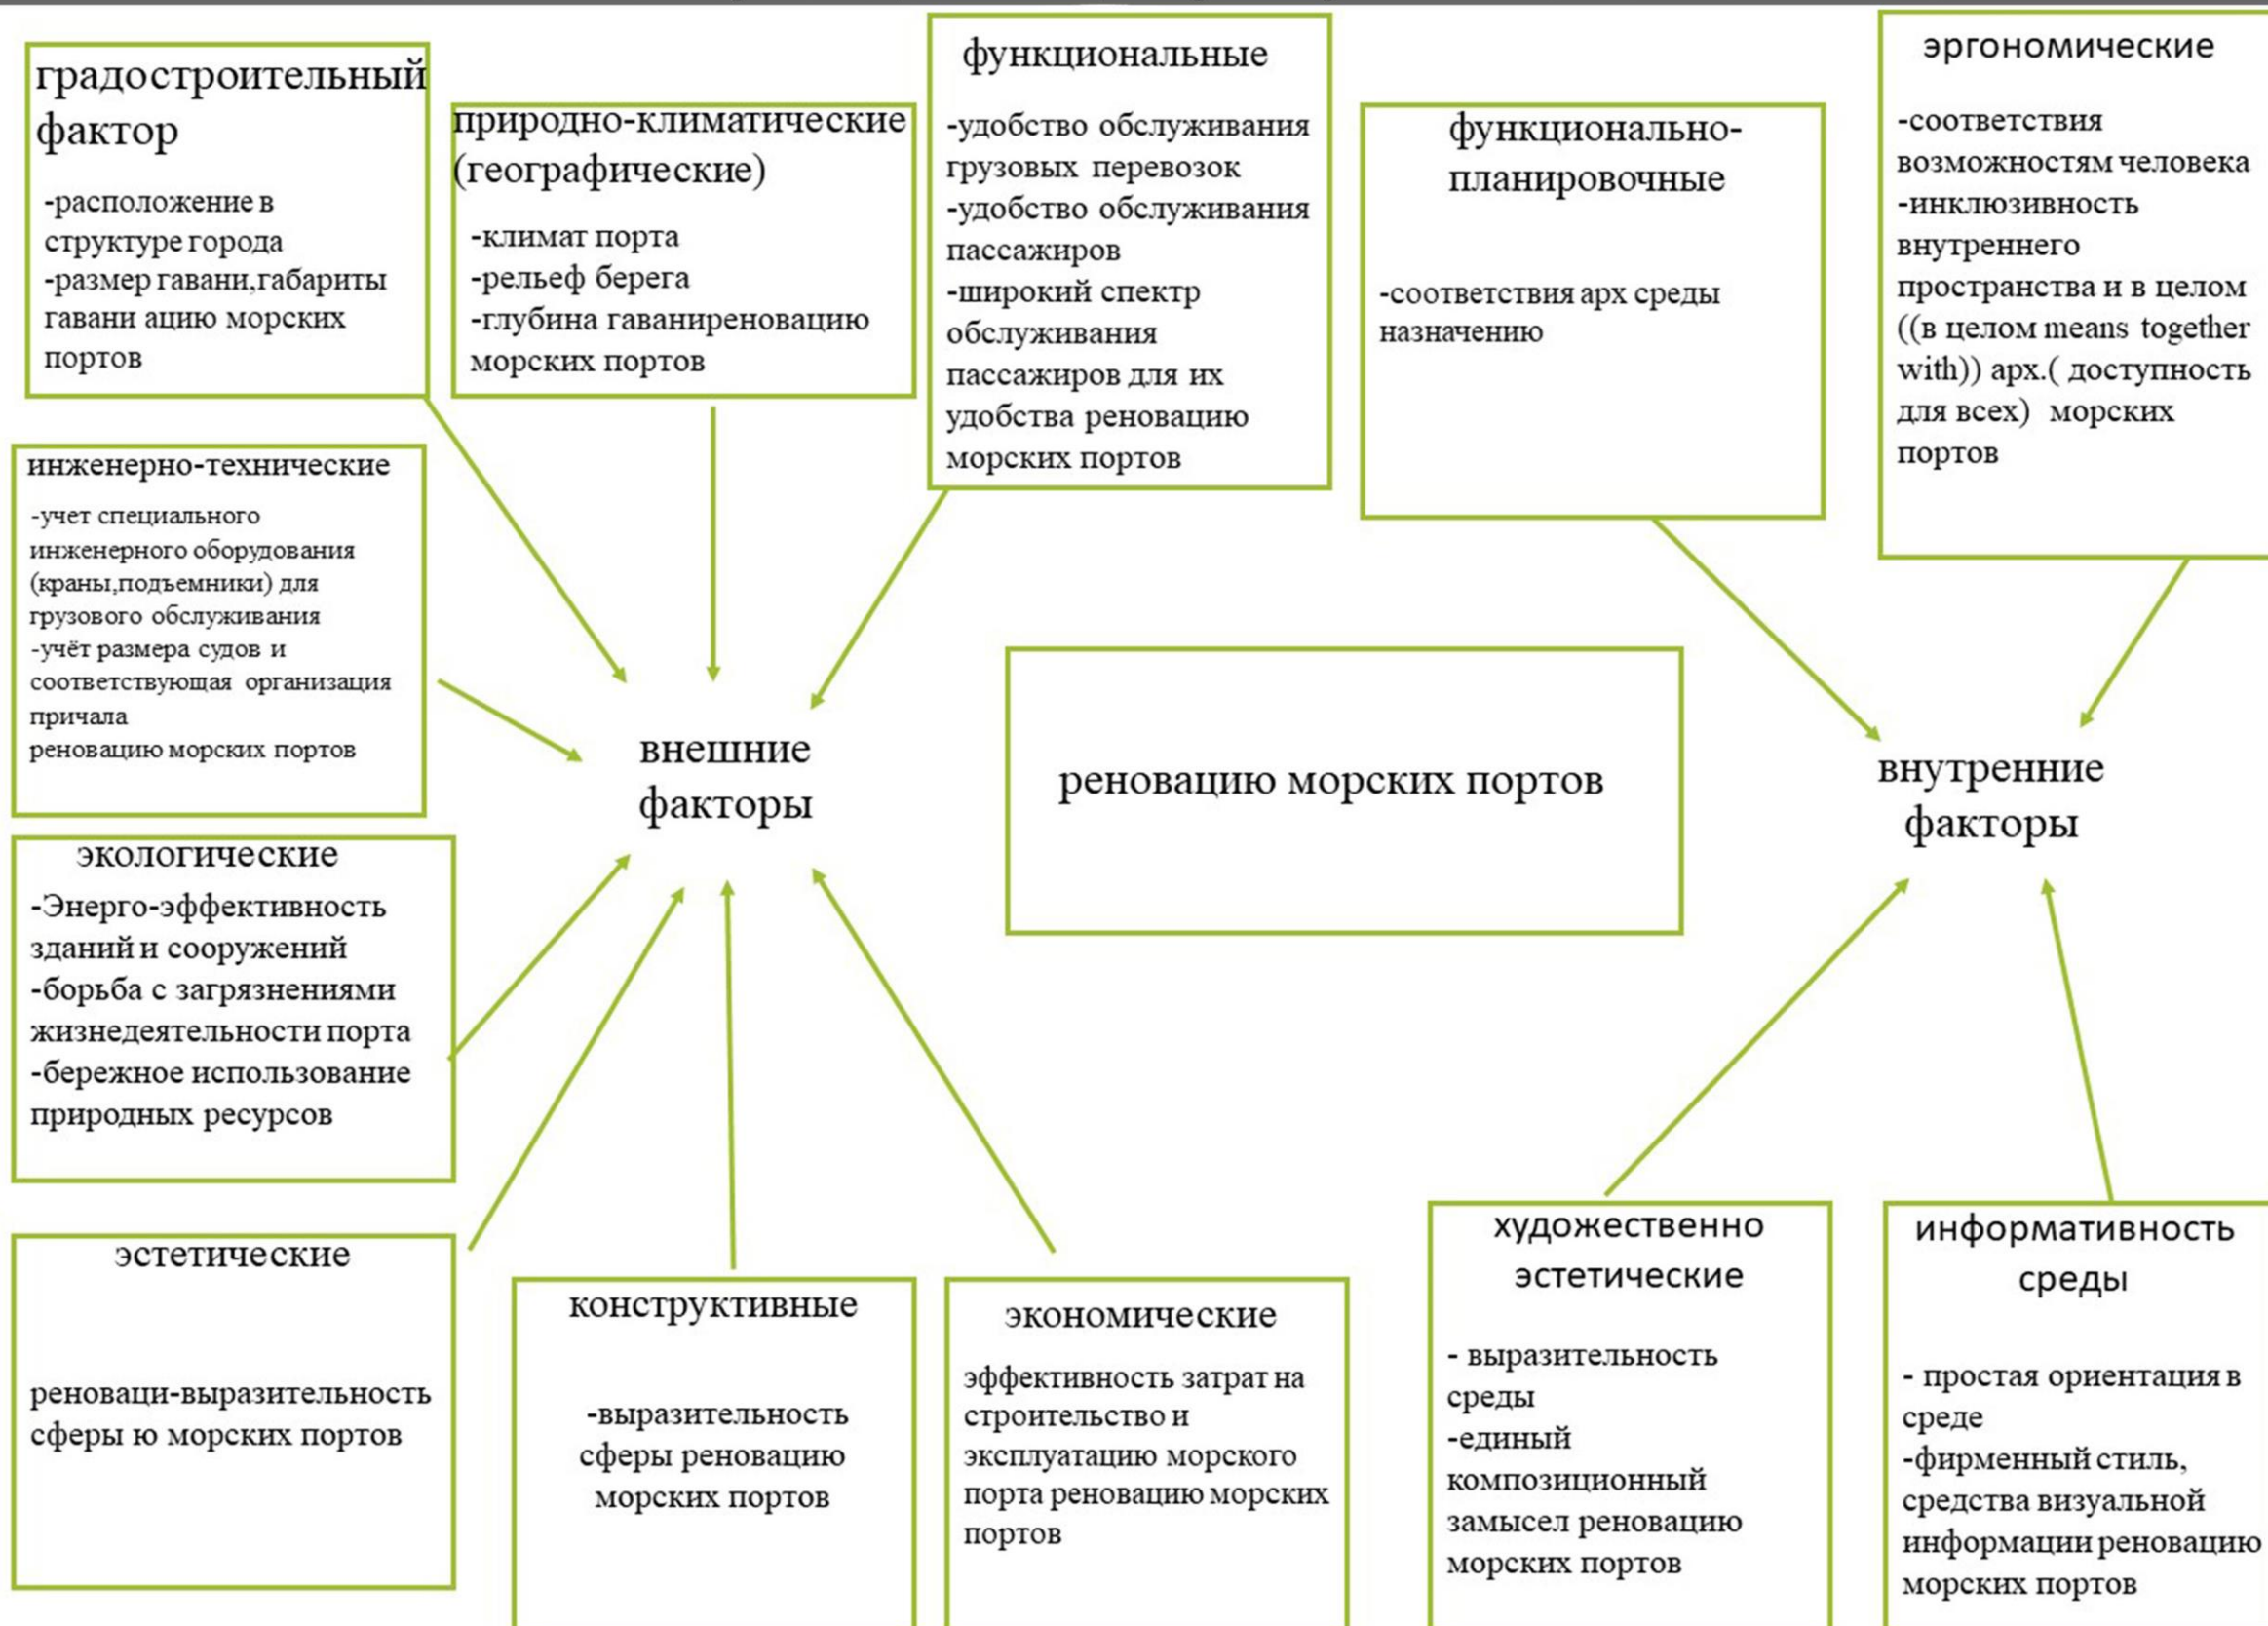 градостроительный
фактор
-расположение в
структуре города
-размер гавани,габариты
гавани ацию морских
портов
природно-климатические
(географические)
-климат порта
-рельеф берега
-глубина гаваниреновацию
морских портов
функциональные
-удобство обслуживания
грузовых перевозок
-удобство обслуживания
пассажиров
-широкий спектр
обслуживания
пассажиров для их
удобства реновацию
морских портов
функционально-
планировочные
-соответствия арх среды
назначению
эргономические
-соответствия
возможностям человека
-инклюзивность
внутреннего
пространства и в целом
((в целом means together
with)) арх.( доступность
для всех) морских
портов
инженерно-технические
-учет специального
инженерного оборудования
(краны,подъемники) для
грузового обслуживания
-учёт размера судов и
соответствующая организация
причала
реновацию морских портов
внешние
факторы
реновацию морских портов
внутренние
факторы
экологические
-Энерго-эффективность
зданий и сооружений
-борьба с загрязнениями
жизнедеятельности порта
-бережное использование
природных ресурсов
эстетические
реноваци-выразительность
сферы ю морских портов
конструктивные
-выразительность
сферы реновацию
морских портов
экономические
эффективность затрат на
строительство и
эксплуатацию морского
порта реновацию морских
портов
художественно
эстетические
- выразительность
среды
-единый
композиционный
замысел реновацию
морских портов
информативность
среды
- простая ориентация в
среде
-фирменный стиль,
средства визуальной
информации реновацию
морских портов